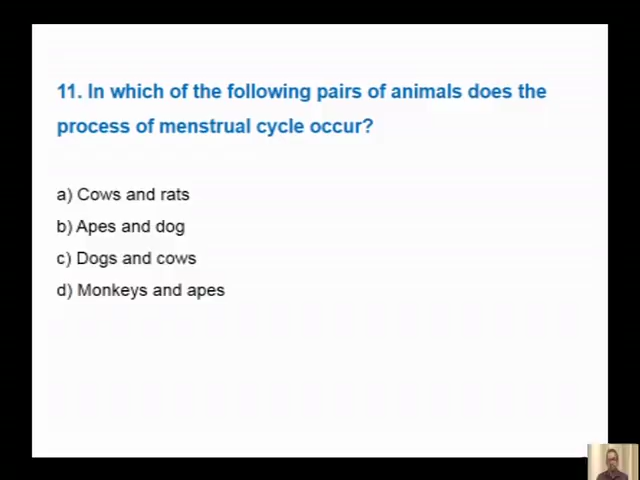 11. In which of the following pairs of animals does the
process of menstrual cycle occur?
a) Cows and rats
b) Apes and dog
c) Dogs and cows
d) Monkeys and apes